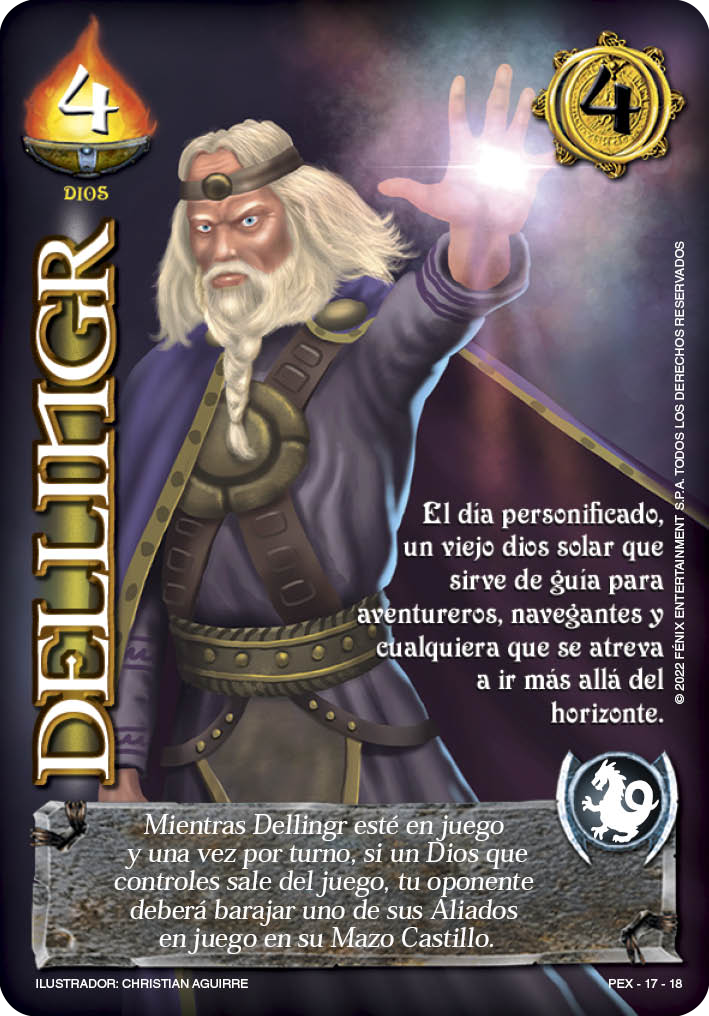 4
4
DIOS
DELLINGR
El día personificado,
un viejo dios solar que
sirve de guía para
aventureros, navegantes y
cualquiera que se atreva
a ir más allá del
horizonte.
© 2022 FÉNIX ENTERTAINMENT S.P.A. TODOS LOS DERECHOS RESERVADOS
Mientras Dellingr esté en juego
y una vez por turno, si un Dios que
controles sale del juego, tu oponente
deberá barajar uno de sus Aliados
en juego en su Mazo Castillo.
ILUSTRADOR: CHRISTIAN AGUIRRE
PEX - 17 - 18